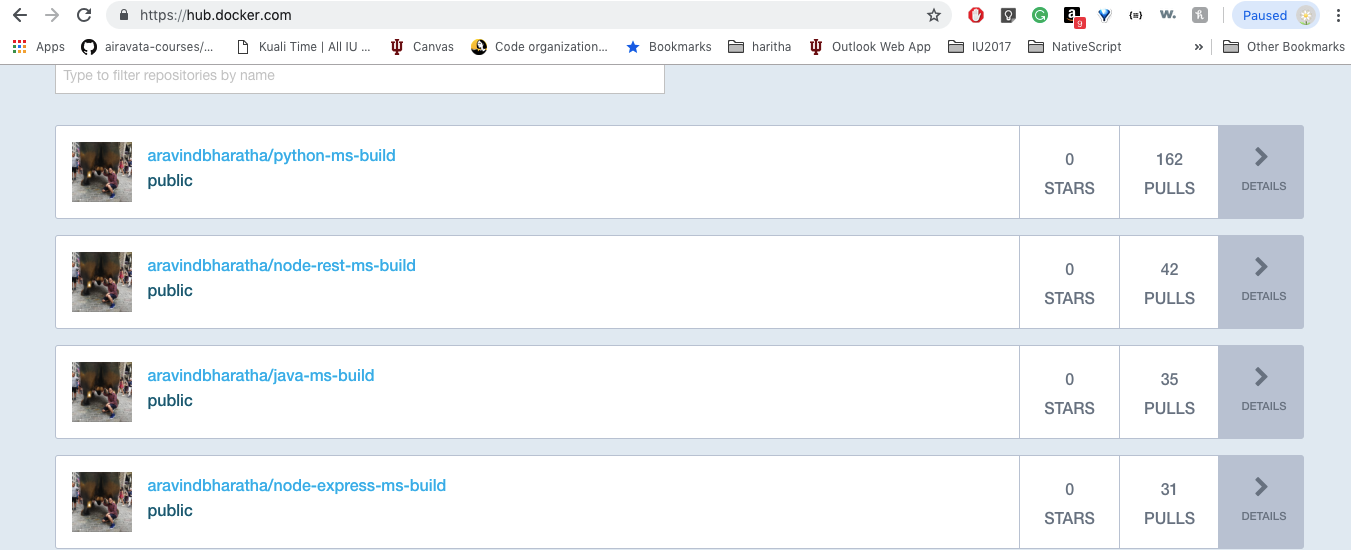 https://hub.docker.com
9
W.
Paused
Apps
airavata-courses/...
Kuali Time | All IU ...
Canvas
Code organization...
Bookmarks
haritha
Outlook Web App
IU2017
NativeScript
»
Other Bookmarks
Type to filter repositories by name
aravindbharatha/python-ms-build
public
0
STARS
162
PULLS
DETAILS
aravindbharatha/node-rest-ms-build
public
0
STARS
42
PULLS
DETAILS
aravindbharatha/java-ms-build
public
0
STARS
35
PULLS
DETAILS
aravindbharatha/node-express-ms-build
public
0
STARS
31
PULLS
DETAILS